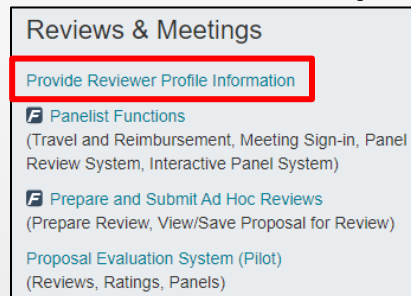 Reviews & Meetings
Provide Reviewer Profile Information
F Panelist Functions
(Travel and Reimbursement, Meeting Sign-in, Panel
Review System, Interactive Panel System)
F Prepare and Submit Ad Hoc Reviews
(Prepare Review, View/Save Proposal for Review)
Proposal Evaluation System (Pilot)
(Reviews, Ratings, Panels)